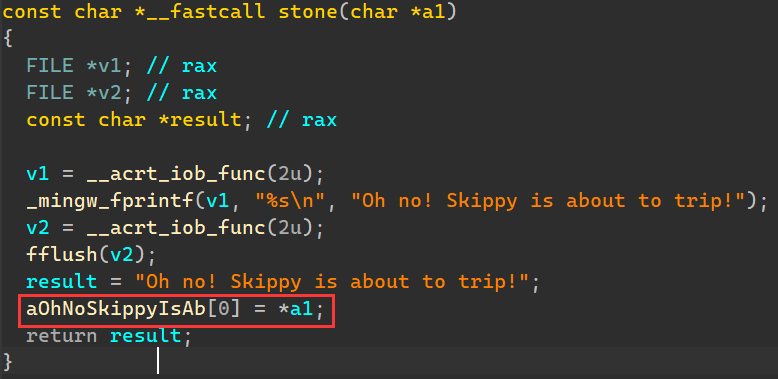 const char *__fastcall stone(char *a1)
{
FILE *v1; // rax
FILE *v2; // rax
const char *result; // rax
v1 = __acrt_iob_func(2u);
_mingw_fprintf(v1, "%s\n", "Oh no! Skippy is about to trip!");
v2 = __acrt_iob_func(2u);
fflush(v2);
result = "Oh no! Skippy is about to trip!";
aOhNoSkippyIsAb[0] = *a1;
return result;
}